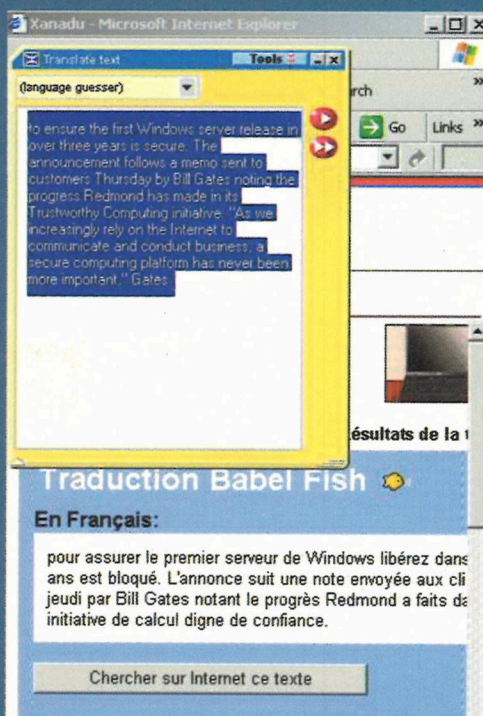 Xanadu - Microsoft Internet Explorer
Translate text
Tools
(language guesser)
rch
Go Links »
to ensure the first Windows server release in
over three years is secure. The
announcement follows a memo sent to
customers Thursday by Bill Gates noting the
progress Redmond has made in its
Trustworthy Computing initiative. "As we
increasingly rely on the Internet to
communicate and conduct business, a
secure computing platform has never been
more important," Gates
ésultats de la t
Traduction Babel Fish
En Français:
pour assurer le premier serveur de Windows libérez dans
ans est bloqué. L'annonce suit une note envoyée aux cli
jeudi par Bill Gates notant le progrès Redmond a faits da
initiative de calcul digne de confiance.
Chercher sur Internet ce texte